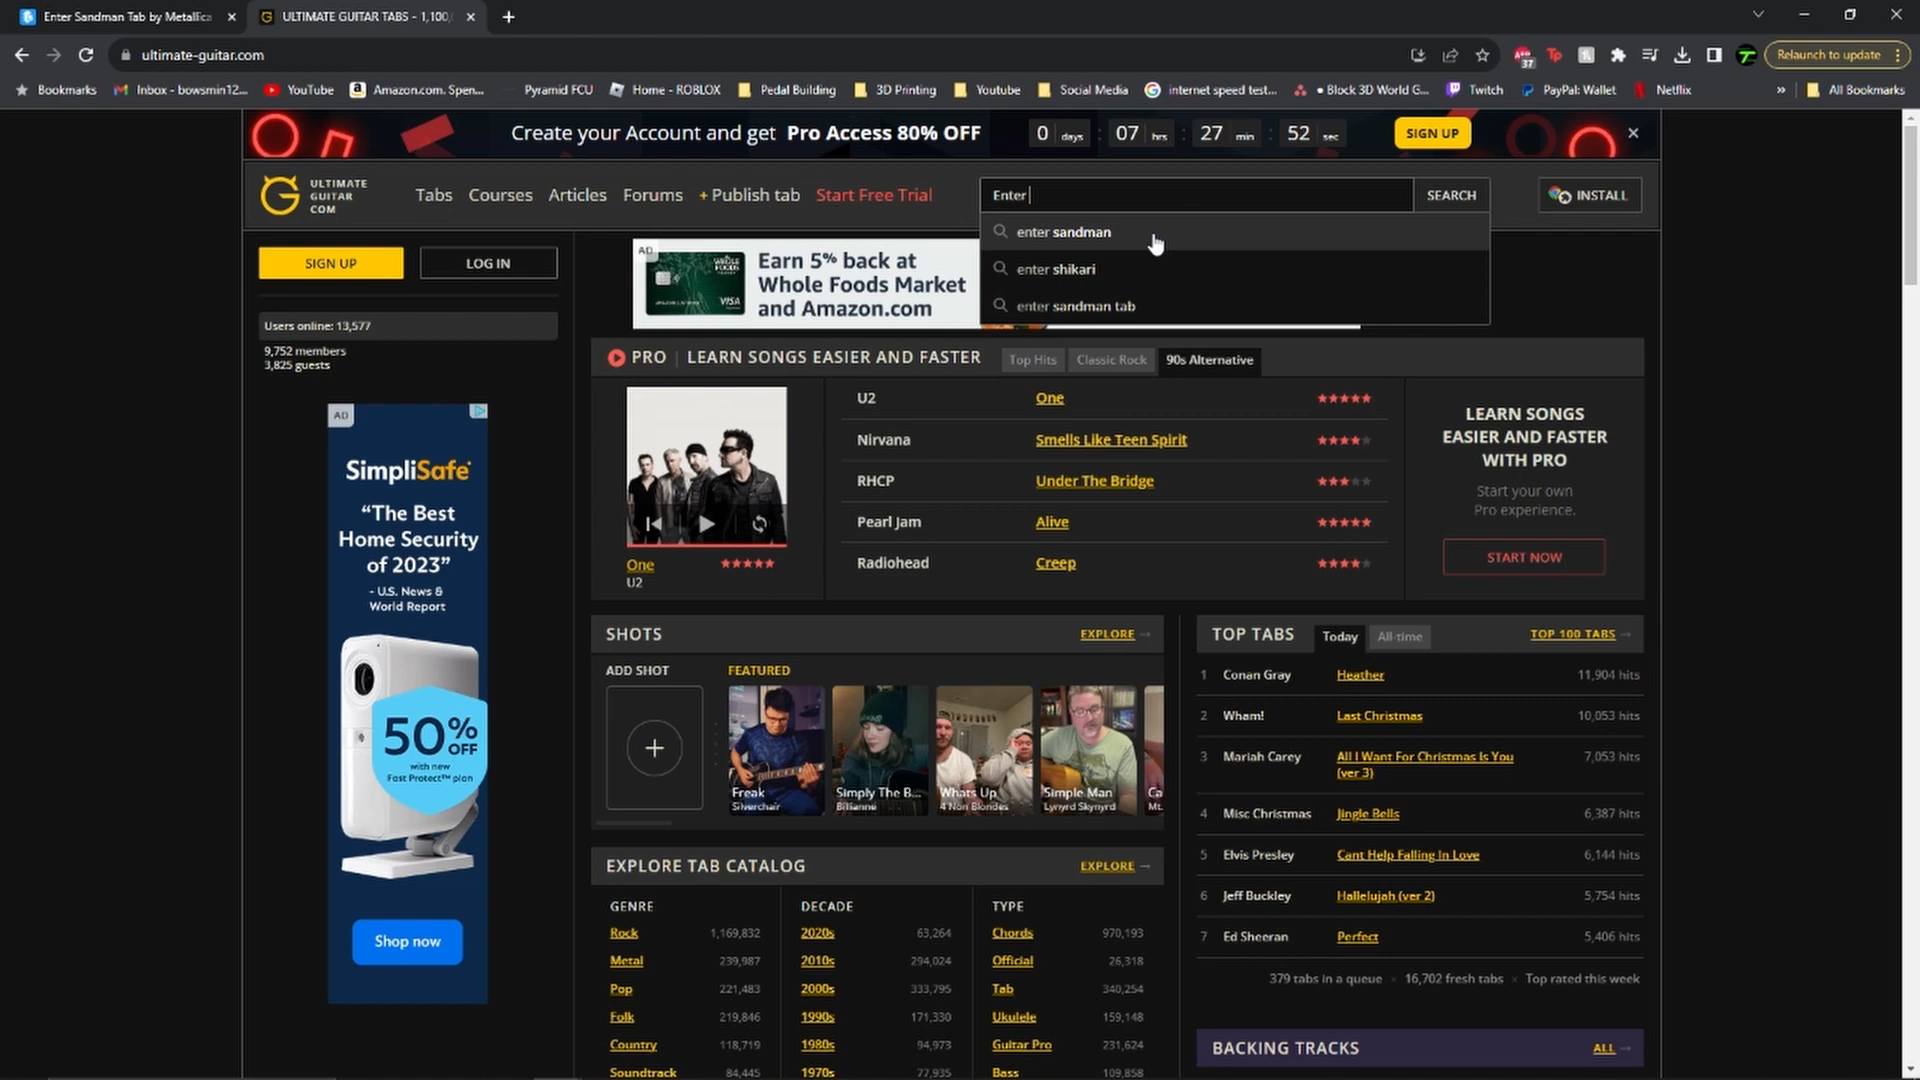 Enter Sandman Tab by Metallica
ULTIMATE GUITAR TABS - 1,100,
ultimate-guitar.com
37
Relaunch to update
Bookmarks
Inbox - bowsmin12...
YouTube
Amazon.com. Spen...
Pyramid FCU
Home - ROBLOX
Pedal Building
3D Printing
Youtube
Social Media
internet speed test...
• Block 3D World G...
Twitch
PayPal: Wallet
Netflix
»
All Bookmarks
Create your Account and get Pro Access 80% OFF
0 days : 07 hrs : 27 min : 52 sec
SIGN UP
ULTIMATE
GUITAR
COM
Tabs
Courses
Articles
Forums
+ Publish tab
Start Free Trial
Enter
SEARCH
INSTALL
enter sandman
enter shikari
enter sandman tab
SIGN UP
LOG IN
Users online: 13,577
9,752 members
3,825 guests
AD
WHOLE FOODS MARKET
VISA
Earn 5% back at
Whole Foods Market
and Amazon.com
PRO | LEARN SONGS EASIER AND FASTER
Top Hits
Classic Rock
90s Alternative
U2 One
Nirvana Smells Like Teen Spirit
RHCP Under The Bridge
Pearl Jam Alive
Radiohead Creep
One
U2
LEARN SONGS
EASIER AND FASTER
WITH PRO
Start your own
Pro experience.
START NOW
AD
SimpliSafe
“The Best
Home Security
of 2023”
- U.S. News &
World Report
50% OFF
with new
Fast Protect™ plan
Shop now
SHOTS
EXPLORE →
ADD SHOT
FEATURED
Freak
Silverchair
Simply The B...
Billianne
Whats Up
4 Non Blondes
Simple Man
Lynyrd Skynyrd
Ca
Mt.
TOP TABS
Today
All-time
TOP 100 TABS →
1 Conan Gray Heather 11,904 hits
2 Wham! Last Christmas 10,053 hits
3 Mariah Carey All I Want For Christmas Is You 7,053 hits
(ver 3)
4 Misc Christmas Jingle Bells 6,387 hits
5 Elvis Presley Cant Help Falling In Love 6,144 hits
6 Jeff Buckley Hallelujah (ver 2) 5,754 hits
7 Ed Sheeran Perfect 5,406 hits
379 tabs in a queue × 16,702 fresh tabs × Top rated this week
EXPLORE TAB CATALOG
EXPLORE →
GENRE
Rock 1,169,832
Metal 239,987
Pop 221,483
Folk 219,846
Country 118,719
Soundtrack 84,445
DECADE
2020s 63,264
2010s 294,024
2000s 333,795
1990s 171,330
1980s 94,973
1970s 77,935
TYPE
Chords 970,193
Official 26,318
Tab 340,254
Ukulele 159,148
Guitar Pro 231,624
Bass 109,858
BACKING TRACKS
ALL →